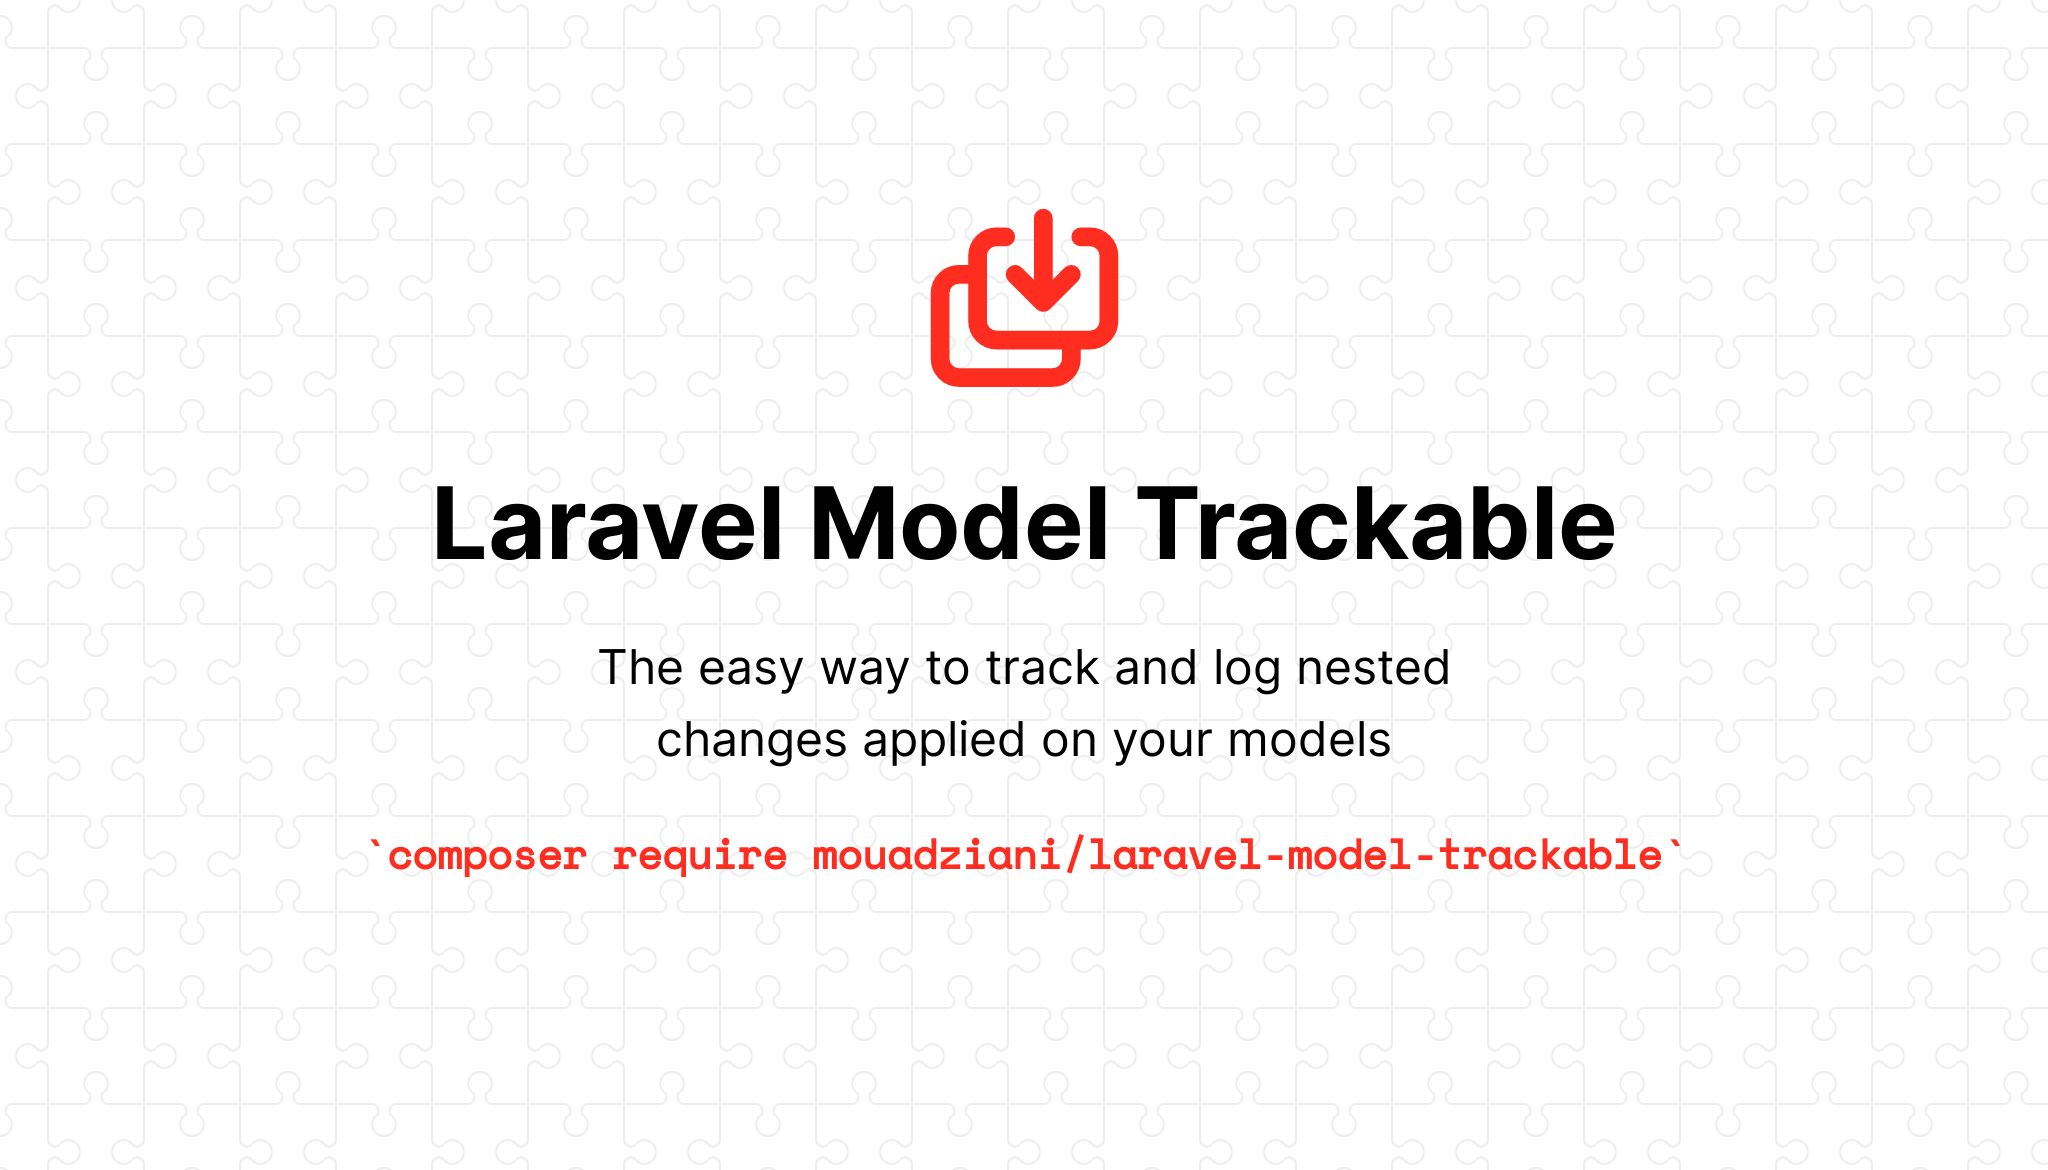 Laravel Model Trackable
The easy way to track and log nested
changes applied on your models
`composer require mouadziani/laravel-model-trackable`